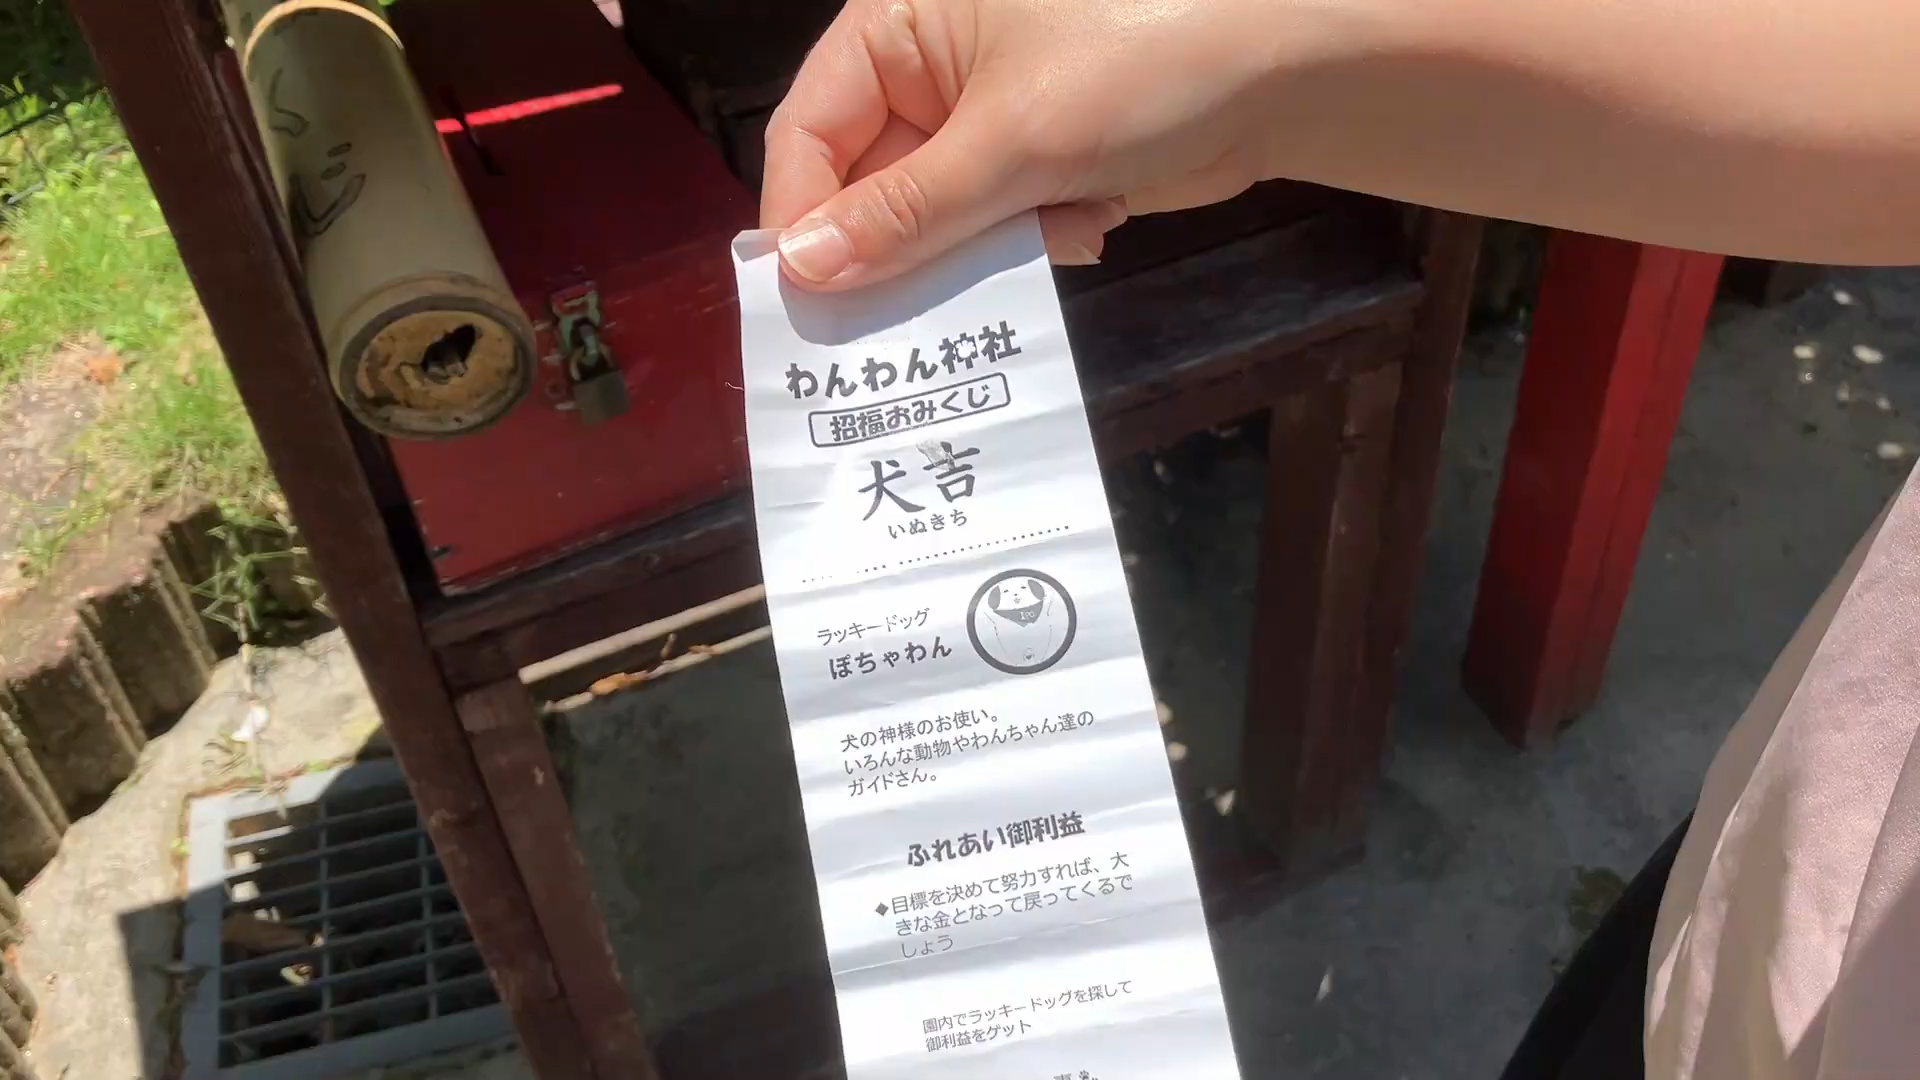 くじ
わんわん神社
招福おみくじ
犬吉
いぬきち
ラッキードッグ
ぽちゃわん
犬の神様のお使い。
いろんな動物やわんちゃん達の
ガイドさん。
ふれあい御利益
◆目標を決めて努力すれば、大
きな金となって戻ってくるで
しょう
園内でラッキードッグを探して
御利益をゲット